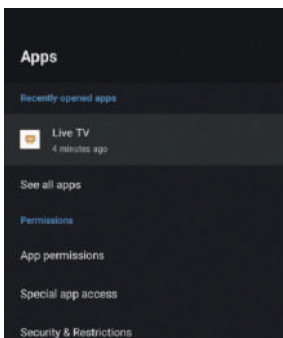 Apps
Recently opened apps
Live TV
4 minutes ago
See all apps
Permissions
App permissions
Special app access
Security & Restrictions